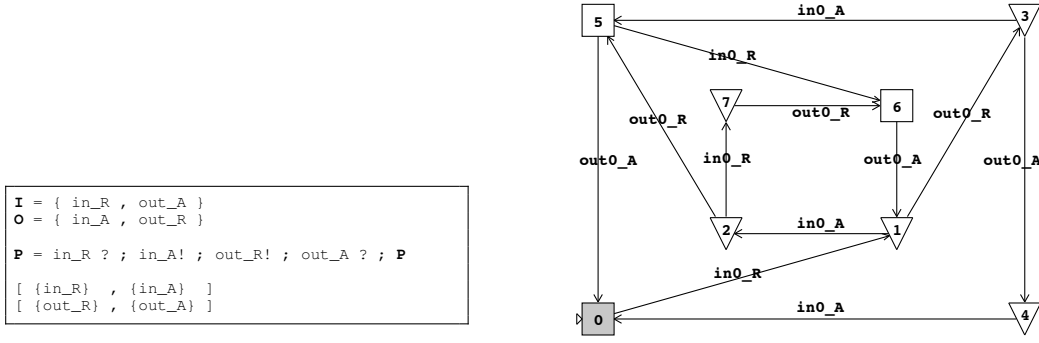 I = { in_R , out_A }
O = { in_A , out_R }
P = in_R ? ; in_A! ; out_R! ; out_A ? ; P
[ {in_R} , {in_A} ]
[ {out_R} , {out_A} ]
in0_A
5
3
in0_R
7
6
out0_R
out0_R
out0_R
out0_A
in0_R
out0_A
out0_A
2
in0_A
1
in0_R
0
in0_A
4